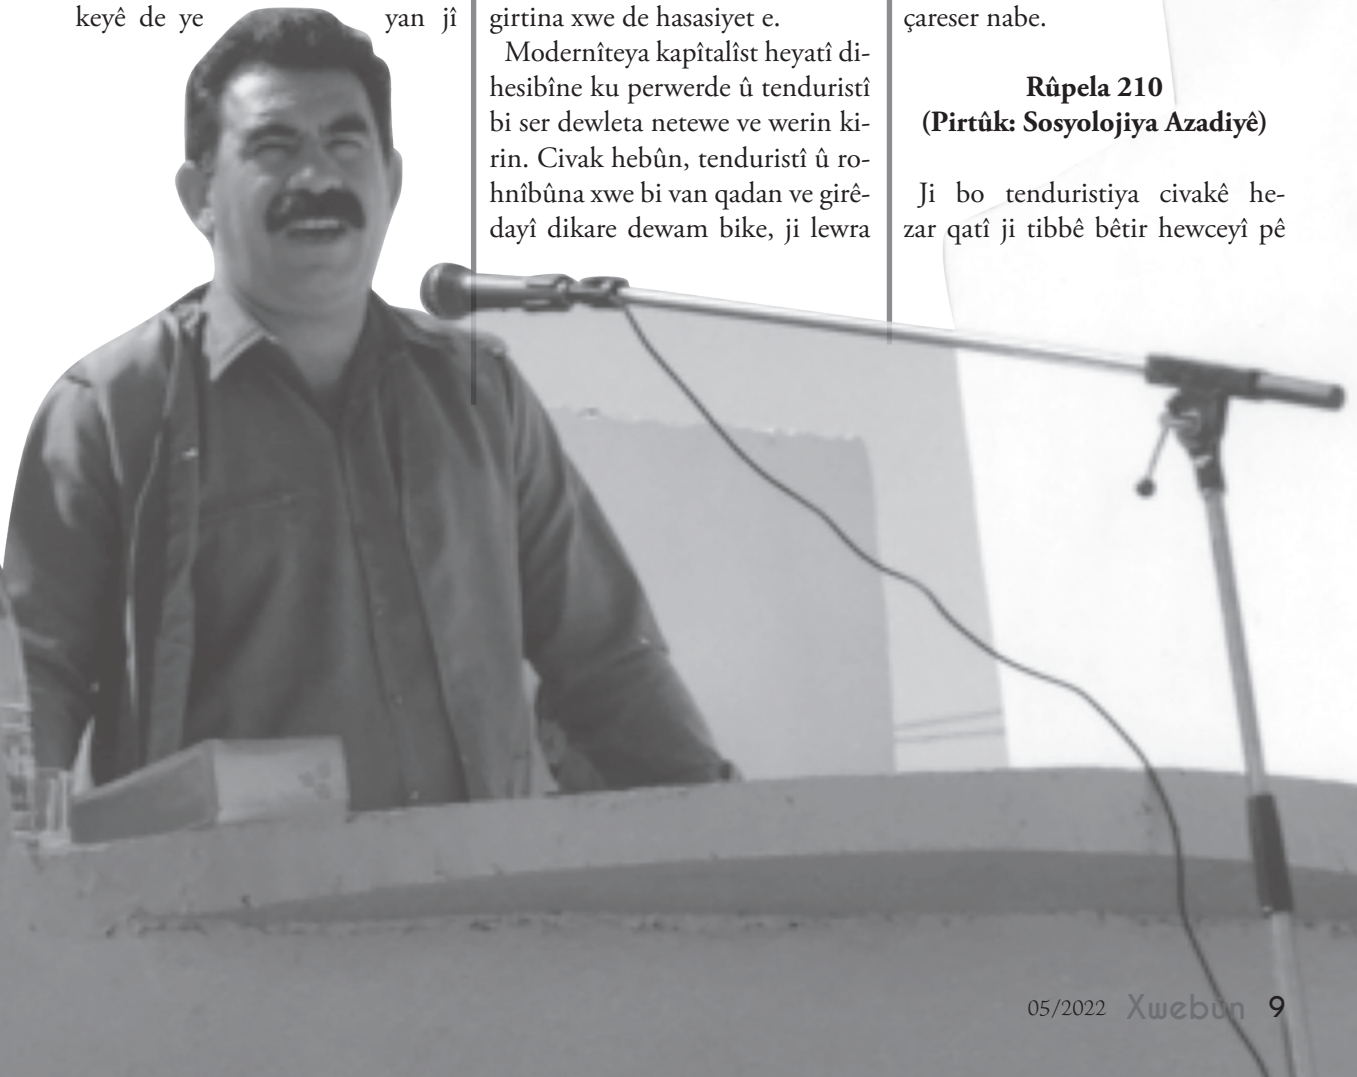 keyê de ye yan jî
girtina xwe de hasasiyet e.
Modernîteya kapîtalîst heyatî di-
hesibîne ku perwerde û tenduristî
bi ser dewleta netewe ve werin ki-
rin. Civak hebûn, tenduristî û ro-
hnîbûna xwe bi van qadan ve girê-
dayî dikare dewam bike, ji lewra
çareser nabe.
Rûpela 210
(Pirtûk: Sosyolojiya Azadiyê)
Ji bo tenduristiya civakê he-
zar qatî ji tibbê bêtir hewceyî pê
05/2022 Xwebûn 9